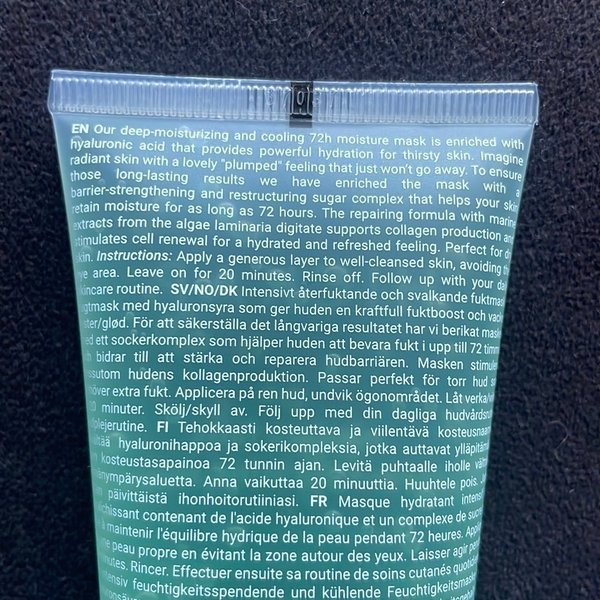 EN Our deep-moisturizing and cooling 72h moisture mask is enriched with
hyaluronic acid that provides powerful hydration for thirsty skin. Imagine
radiant skin with a lovely "plumped" feeling that just won't go away. To ensure
those long-lasting results we have enriched the mask with a
barrier-strengthening and restructuring sugar complex that helps your skin
retain moisture for as long as 72 hours. The repairing formula with marine
extracts from the algae laminaria digitate supports collagen production and
stimulates cell renewal for a hydrated and refreshed feeling. Perfect for
skin. Instructions: Apply a generous layer to well-cleansed skin, avoiding the
eye area. Leave on for 20 minutes. Rinse off. Follow up with your
skincare routine. SV/NO/DK Intensivt återfuktande och svalkande
med hyaluronsyra som ger huden en kraftfull fuktboost och
För att säkerställa det långvariga resultatet har vi berikat
ett sockerkomplex som hjälper huden att bevara fukt i upp till 72
bidrar till att stärka och reparera hudbarriären. Masken
hudens kollagenproduktion. Passar perfekt för torr hud
extra fukt. Applicera på ren hud, undvik ögonområdet. Låt
minuter. Skölj/skyll av. Följ upp med din dagliga
FI Tehokkaasti kosteuttava ja viilentävä
hyaluronihappoa ja sokerikompleksia, jotka auttavat
kosteustasapainoa 72 tunnin ajan. Levitä puhtaalle iholle
Anna vaikuttaa 20 minuuttia. Huuhtele pois.
päivittäistä ihonhoitorutiiniasi. FR Masque hydratant
contenant de l'acide hyaluronique et un complexe de
à maintenir l'équilibre hydrique de la peau pendant 72 heures.
peau propre en évitant la zone autour des yeux. Laisser agir
Rincer. Effectuer ensuite sa routine de soins cutanés
feuchtigkeitsspendende und kühlende